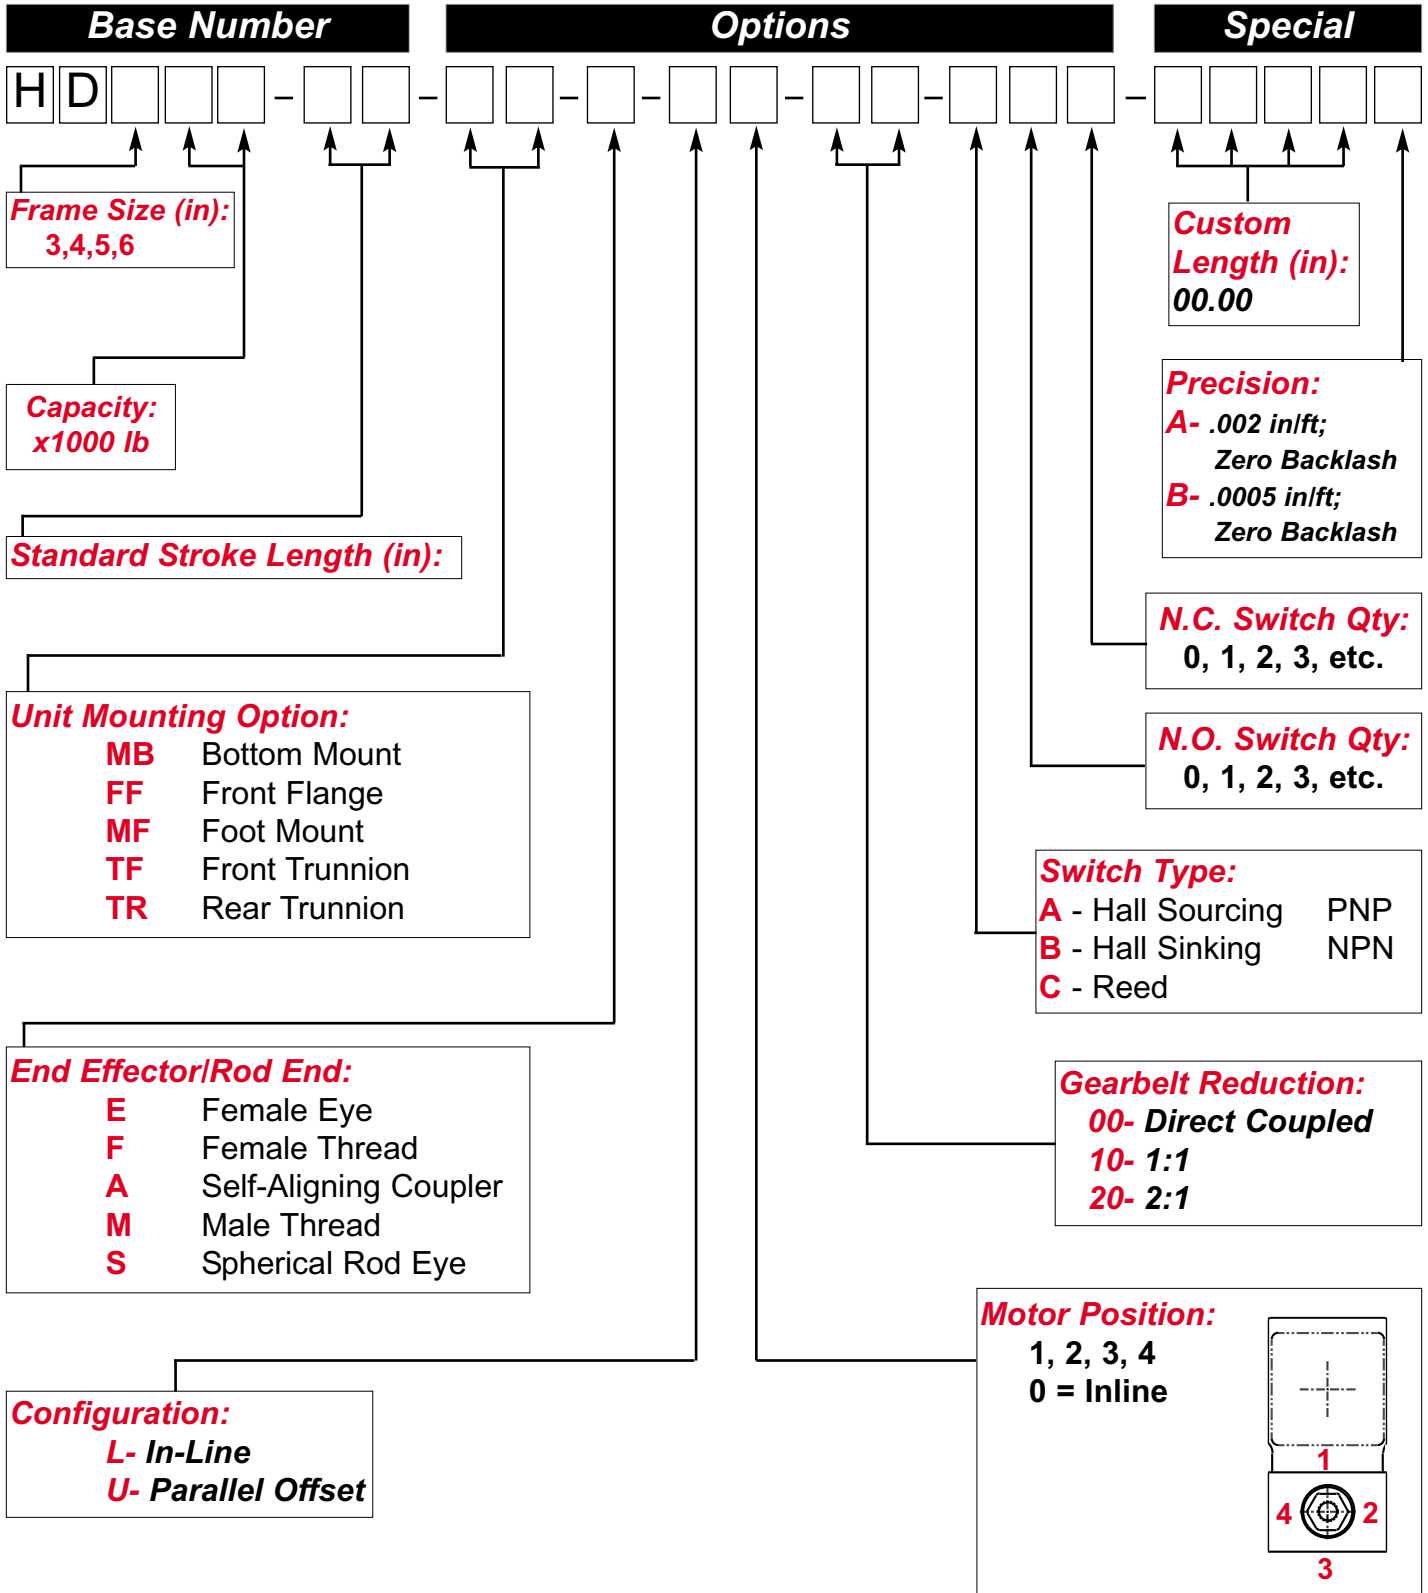 Base Number Options Special
H D – – – – – – –
Frame Size (in):
3,4,5,6
Custom
Length (in):
00.00
Capacity:
x1000 lb
Precision:
A- .002 in/ft;
Zero Backlash
B- .0005 in/ft;
Zero Backlash
Standard Stroke Length (in):
N.C. Switch Qty:
0, 1, 2, 3, etc.
Unit Mounting Option:
MB Bottom Mount
FF Front Flange
MF Foot Mount
TF Front Trunnion
TR Rear Trunnion
N.O. Switch Qty:
0, 1, 2, 3, etc.
Switch Type:
A - Hall Sourcing PNP
B - Hall Sinking NPN
C - Reed
End Effector/Rod End:
E Female Eye
F Female Thread
A Self-Aligning Coupler
M Male Thread
S Spherical Rod Eye
Gearbelt Reduction:
00- Direct Coupled
10- 1:1
20- 2:1
Configuration:
L- In-Line
U- Parallel Offset
Motor Position:
1, 2, 3, 4
0 = Inline
1
4 2
3